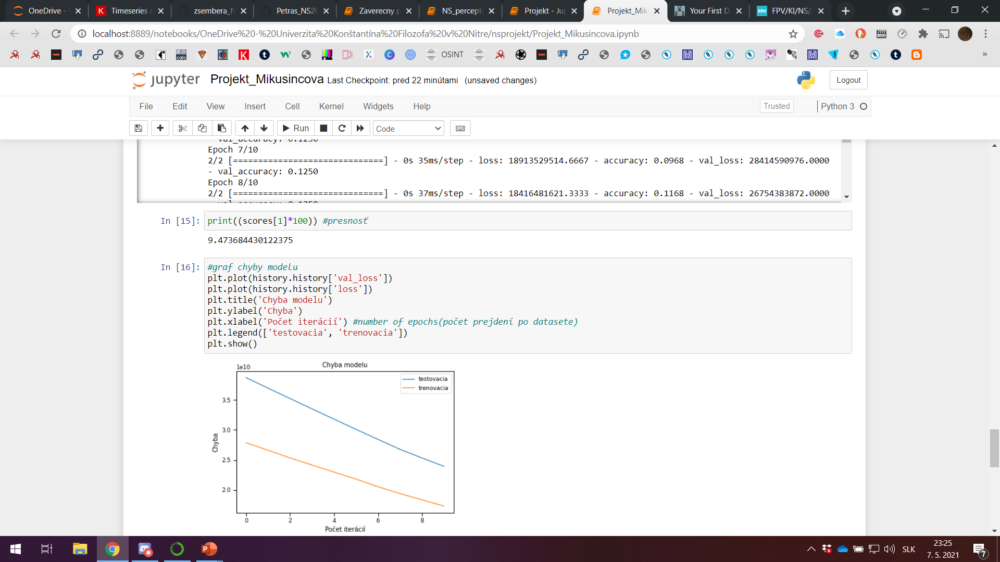 OneDrive -
Timeseries a
zsembera_N
Petras_NS20
Zaverecny p
NS_percept
Projekt - Jup
Projekt_Mik
Your First D
FPV/KI/NS/
localhost:8889/notebooks/OneDrive%20-%20Univerzita%20Konštantína%20Filozofa%20v%20Nitre/nsprojekt/Projekt_Mikusincova.ipynb
OSINT
»
jupyter Projekt_Mikusincova Last Checkpoint: pred 22 minútami (unsaved changes)
Logout
File Edit View Insert Cell Kernel Widgets Help
Trusted
Python 3
Run
Code
val_accuracy: 0.1250
Epoch 7/10
2/2 [==============================] - 0s 35ms/step - loss: 18913529514.6667 - accuracy: 0.0968 - val_loss: 28414590976.0000
- val_accuracy: 0.1250
Epoch 8/10
2/2 [==============================] - 0s 37ms/step - loss: 18416481621.3333 - accuracy: 0.1168 - val_loss: 26754383872.0000
In [15]: print((scores[1]*100)) #presnosť
9.473684430122375
In [16]: #graf chyby modelu
plt.plot(history.history['val_loss'])
plt.plot(history.history['loss'])
plt.title('Chyba modelu')
plt.ylabel('Chyba')
plt.xlabel('Počet iterácií') #number of epochs(počet prejdení po datasete)
plt.legend(['testovacia', 'trenovacia'])
plt.show()
Chyba modelu
1e10
testovacia
trenovacia
3.5
3.0
2.5
2.0
Chyba
0 2 4 6 8
Počet iterácií
SLK
23:25
7. 5. 2021
7